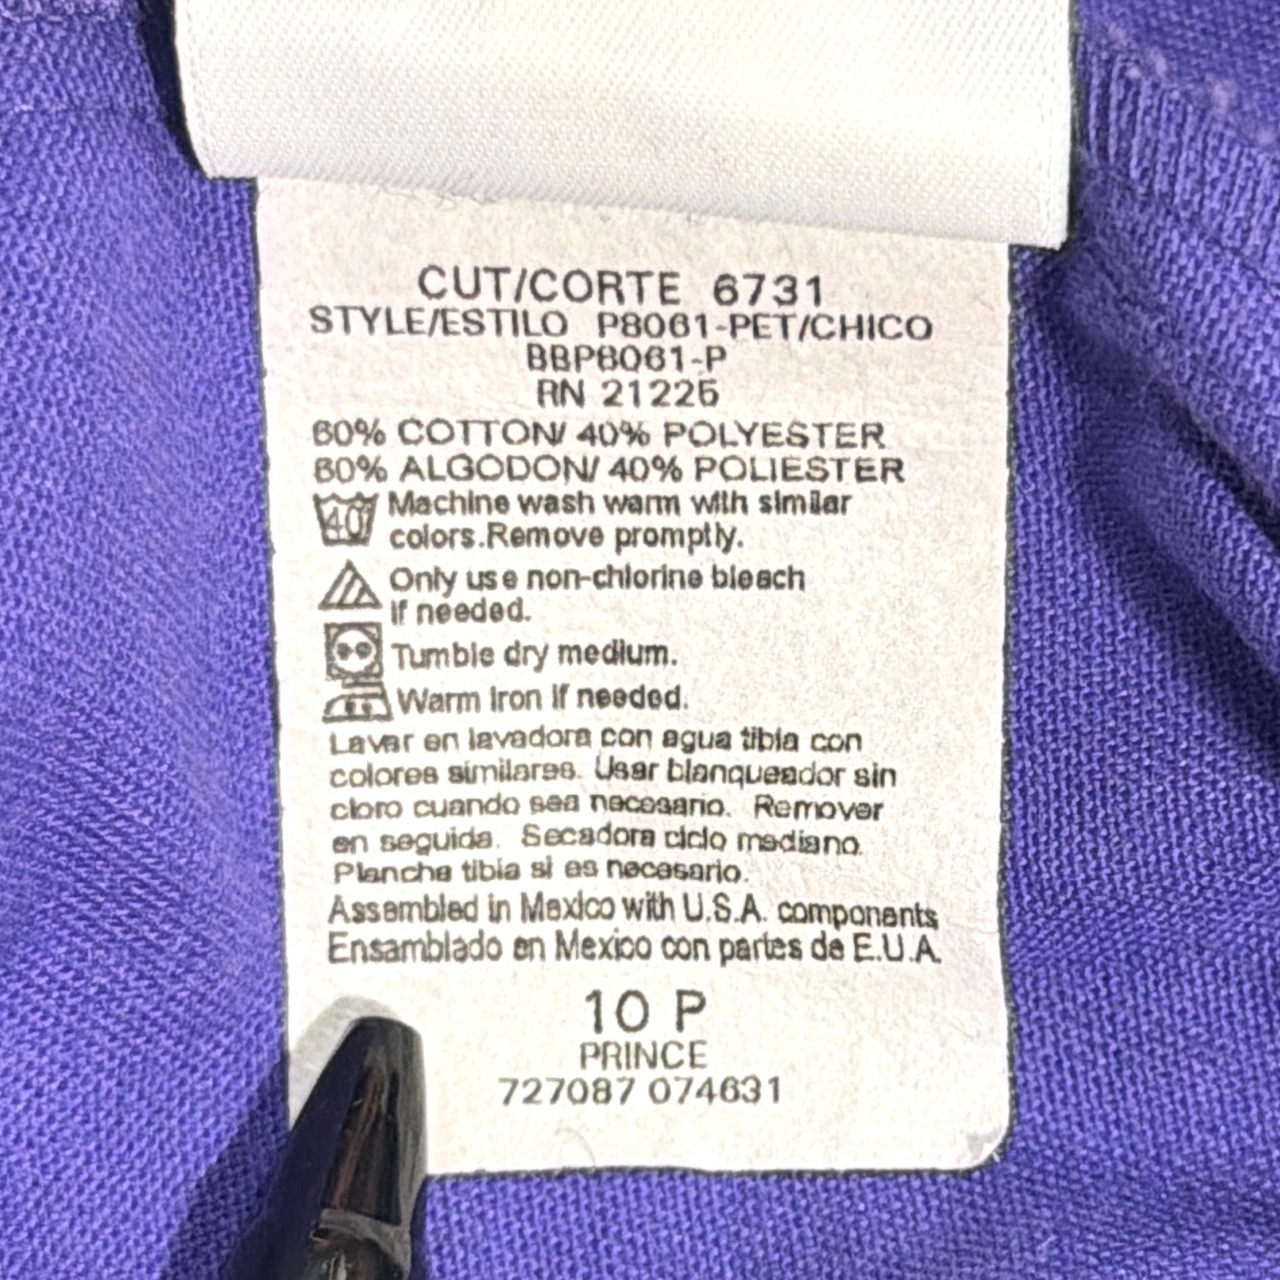 CUT/CORTE 6731
STYLE/ESTILO P8061-PET/CHICO
BBP8061-P
RN 21225
60% COTTON/ 40% POLYESTER
60% ALGODON/ 40% POLIESTER
40 Machine wash warm with similar
colors.Remove promptly.
Only use non-chlorine bleach
if needed.
Tumble dry medium.
Warm Iron if needed.
Lavar en lavadora con agua tibia con
colores similares. Usar blanqueador sin
cloro cuando sea necesario. Remover
en seguida. Secadora ciclo mediano.
Planche tibia si es necesario.
Assembled in Mexico with U.S.A. components
Ensamblado en Mexico con partes de E.U.A.
10 P
PRINCE
727087 074631